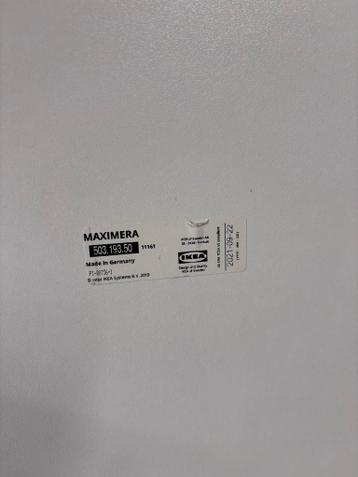 MAXIMERA
503.193.50 11161
Made in Germany
© Inter IKEA Systems B.V. 2013
IKEA
Design and Quality
IKEA of Sweden
2021-09-22